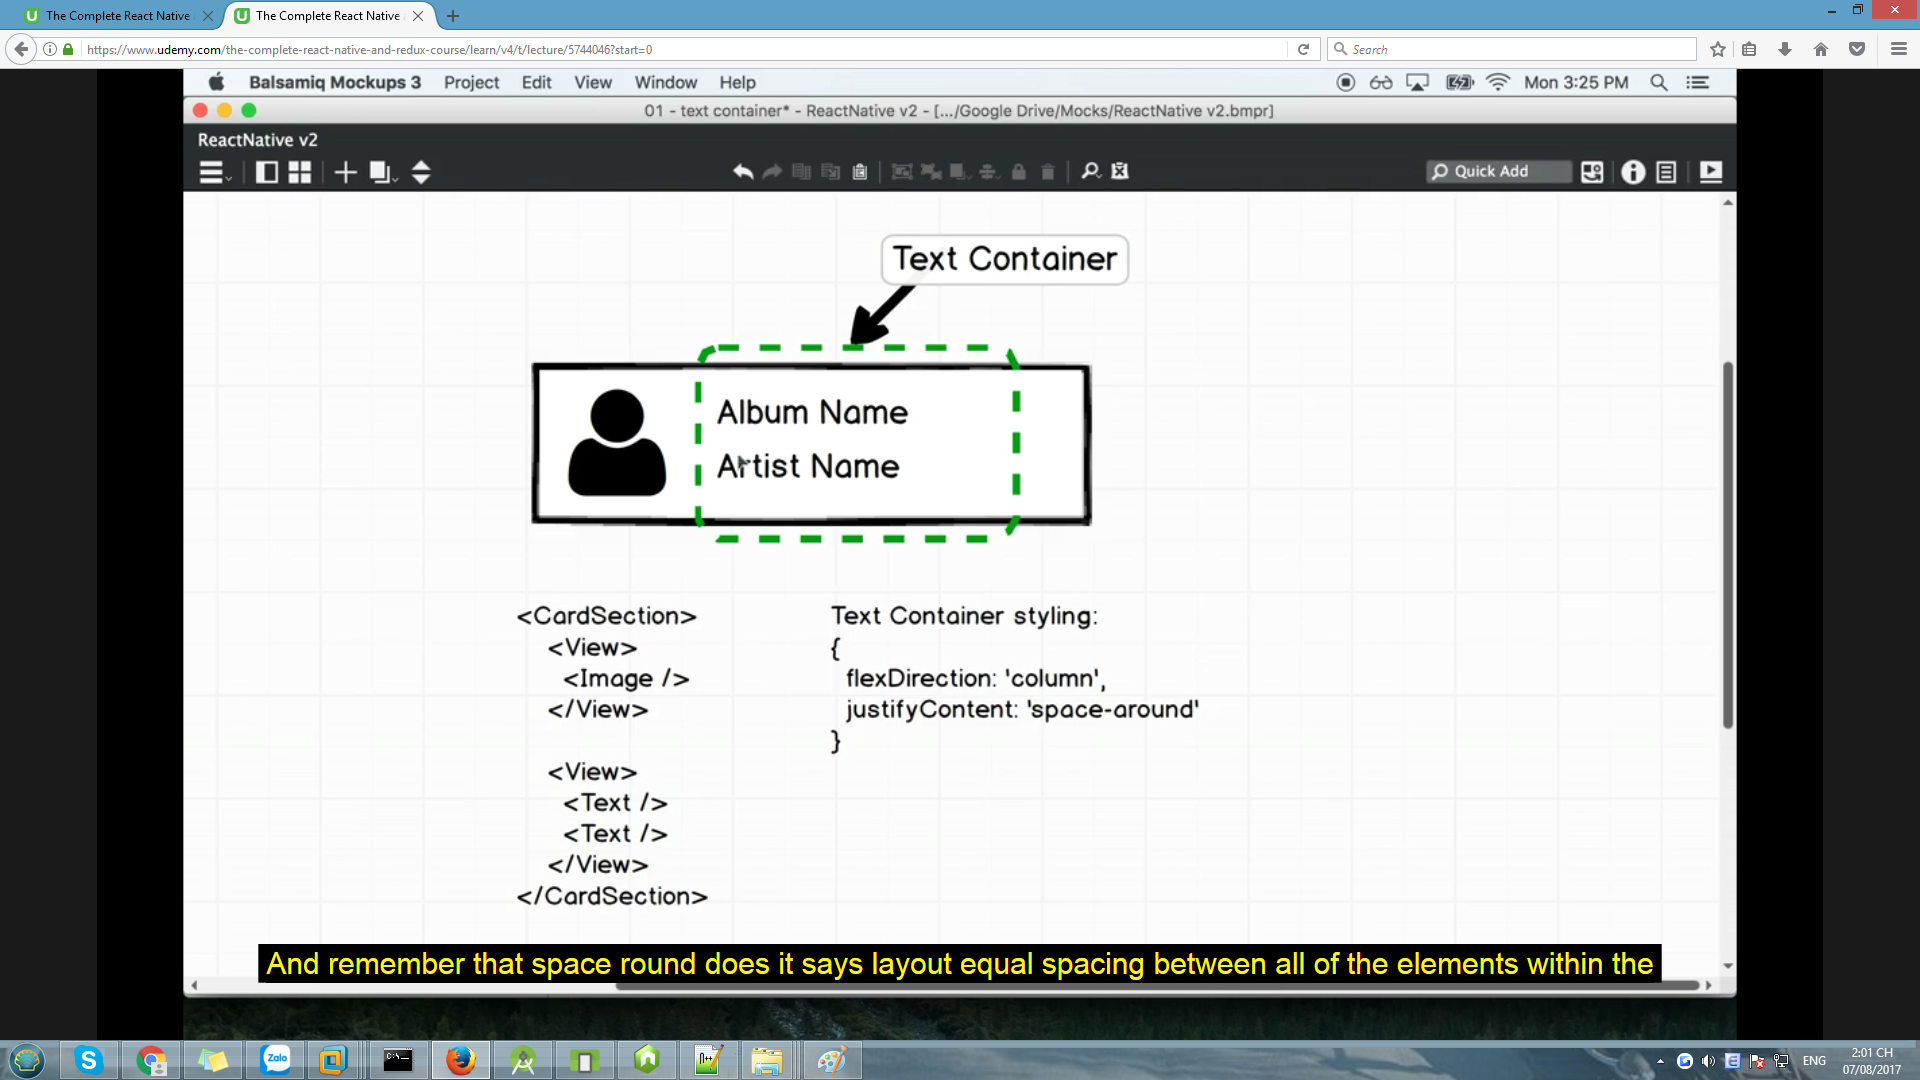 The Complete React Native
The Complete React Native
https://www.udemy.com/the-complete-react-native-and-redux-course/learn/v4/t/lecture/5744046?start=0
Search
Balsamiq Mockups 3 Project Edit View Window Help
Mon 3:25 PM
01 - text container* - ReactNative v2 - [.../Google Drive/Mocks/ReactNative v2.bmpr]
ReactNative v2
Quick Add
Text Container
Album Name
Artist Name
<CardSection>
<View>
<Image />
</View>
<View>
<Text />
<Text />
</View>
</CardSection>
Text Container styling:
{
flexDirection: 'column',
justifyContent: 'space-around'
}
And remember that space round does it says layout equal spacing between all of the elements within the
Zalo
C:\
ENG
2:01 CH
07/08/2017